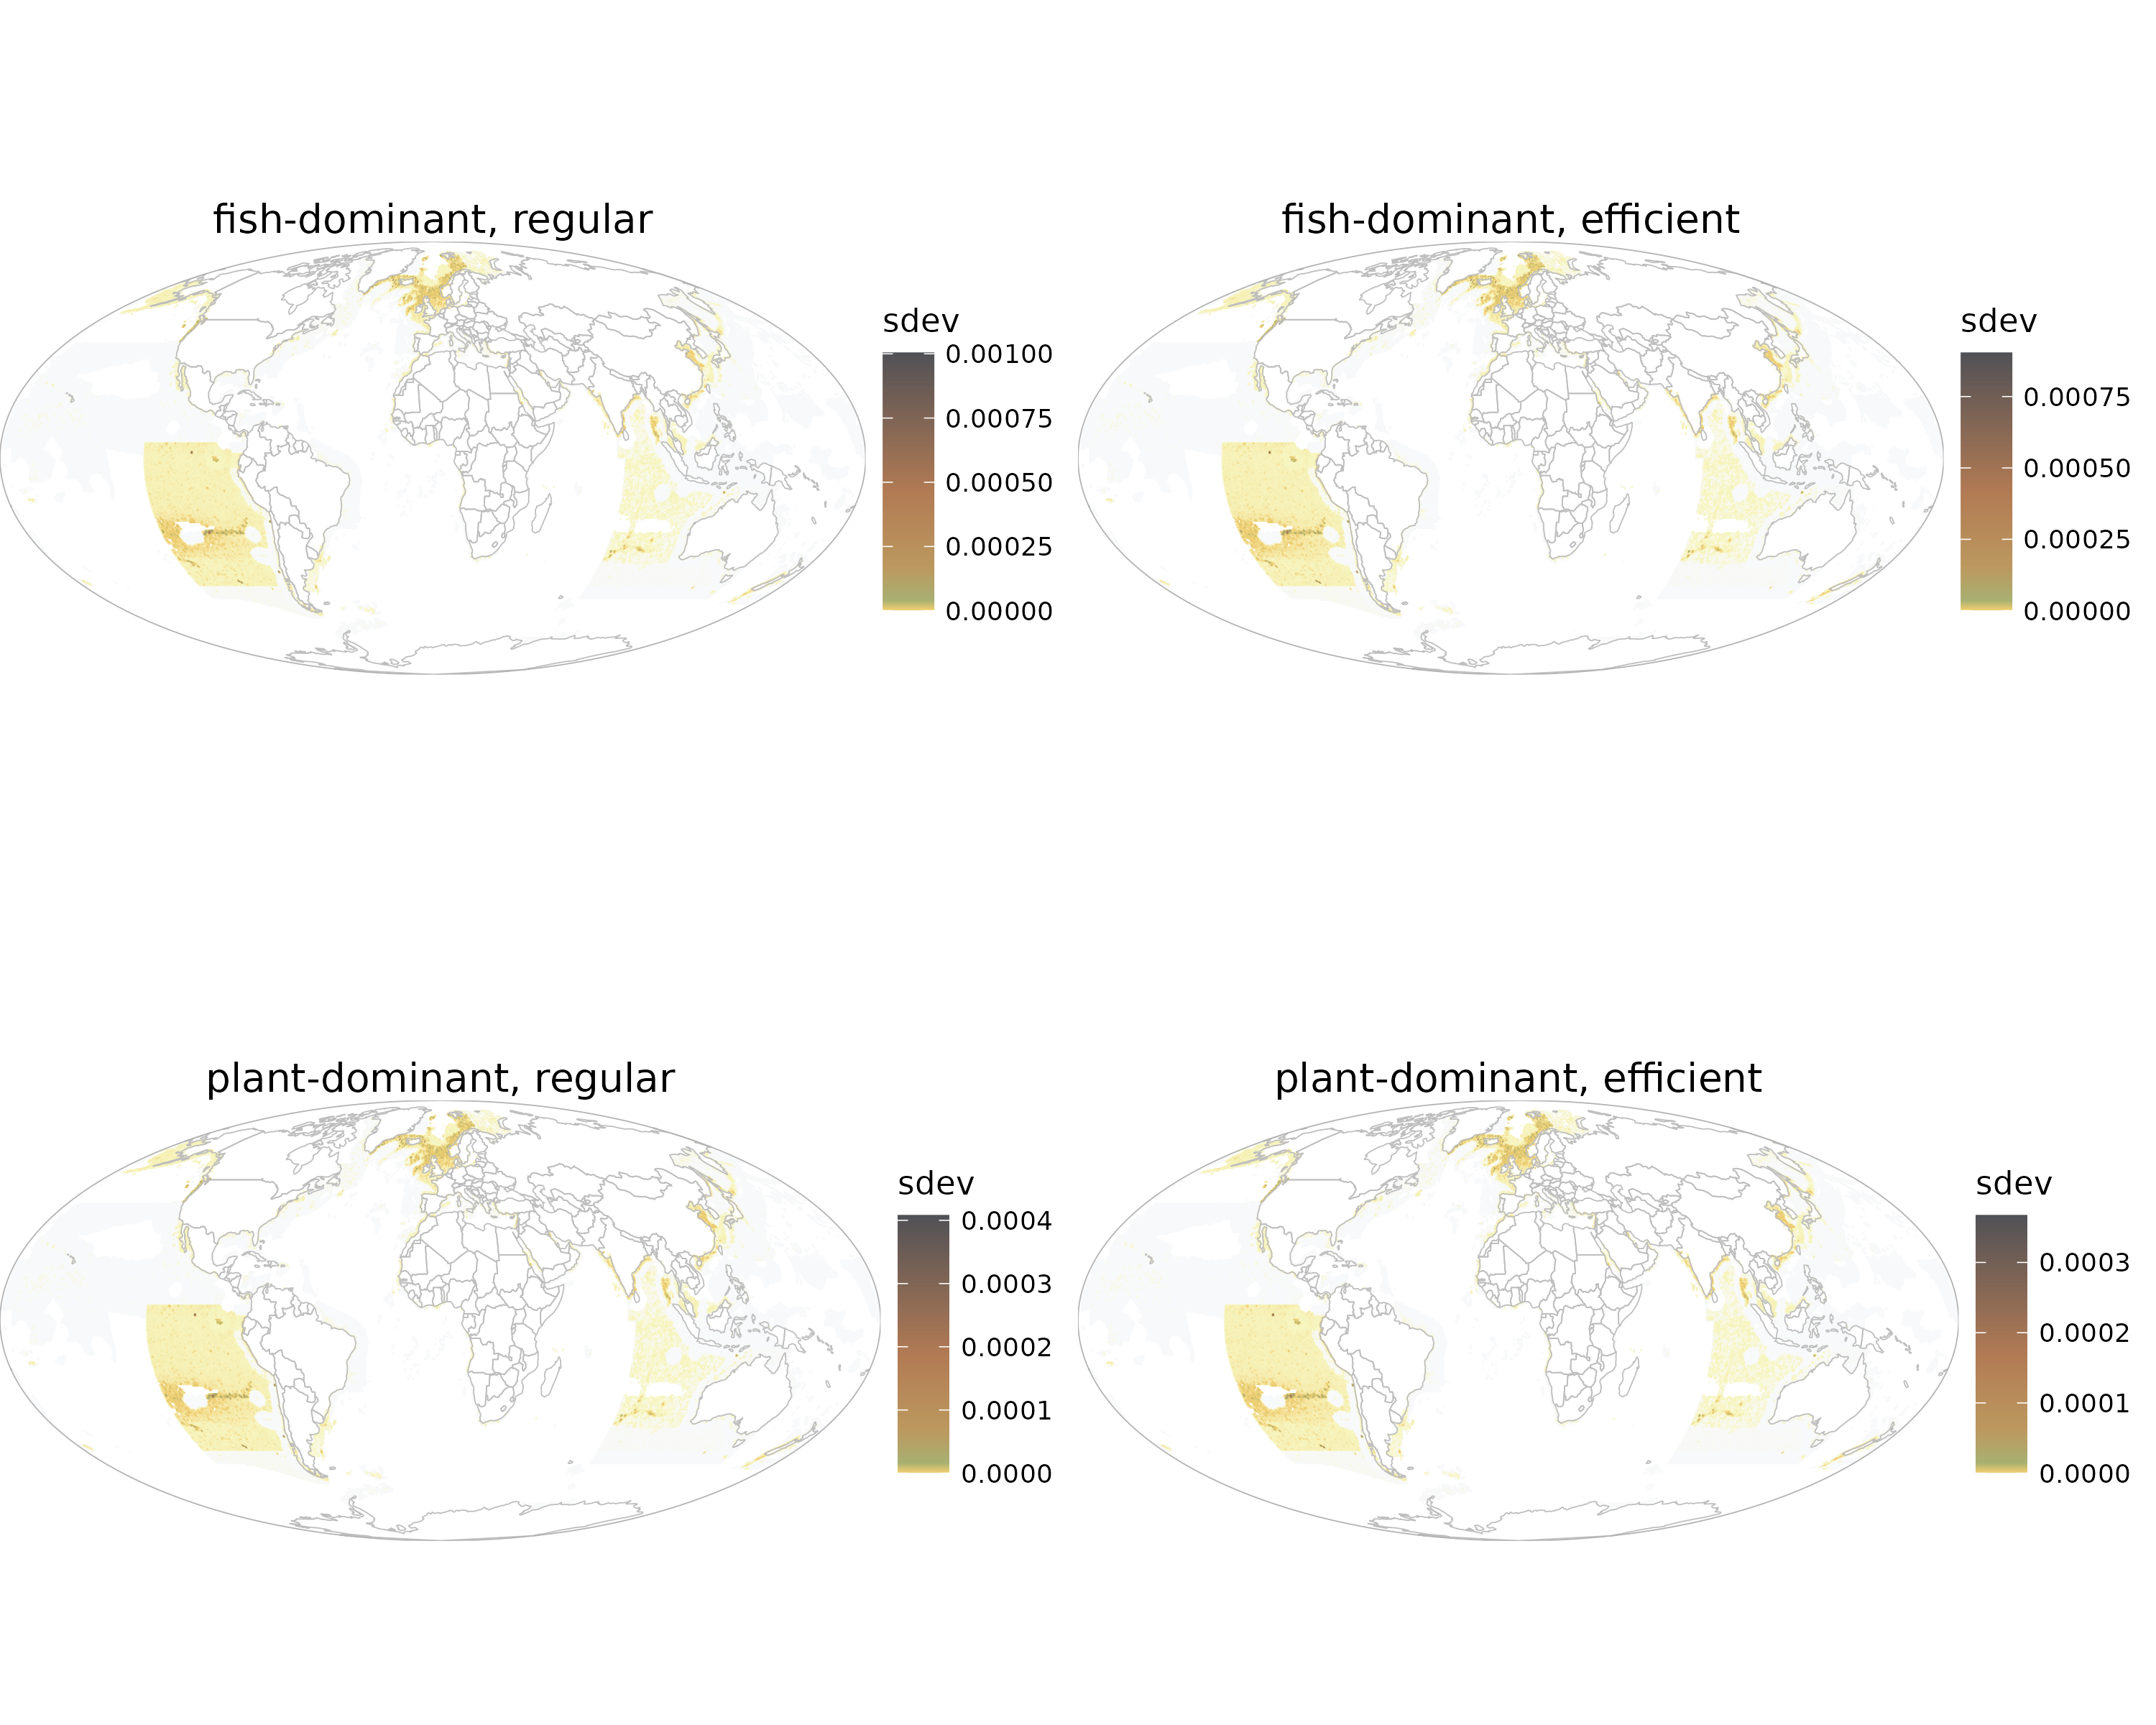 fish-dominant, regular
sdev
0.00100
0.00075
0.00050
0.00025
0.00000
fish-dominant, efficient
sdev
0.00075
0.00050
0.00025
0.00000
plant-dominant, regular
sdev
0.0004
0.0003
0.0002
0.0001
0.0000
plant-dominant, efficient
sdev
0.0003
0.0002
0.0001
0.0000